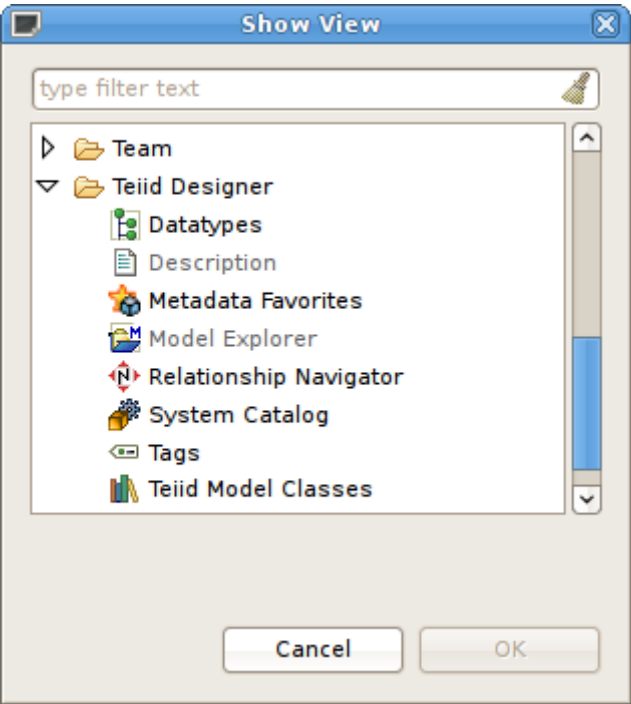 Show View
type filter text
Team
Teiid Designer
Datatypes
Description
Metadata Favorites
Model Explorer
Relationship Navigator
System Catalog
Tags
Teiid Model Classes
Cancel OK